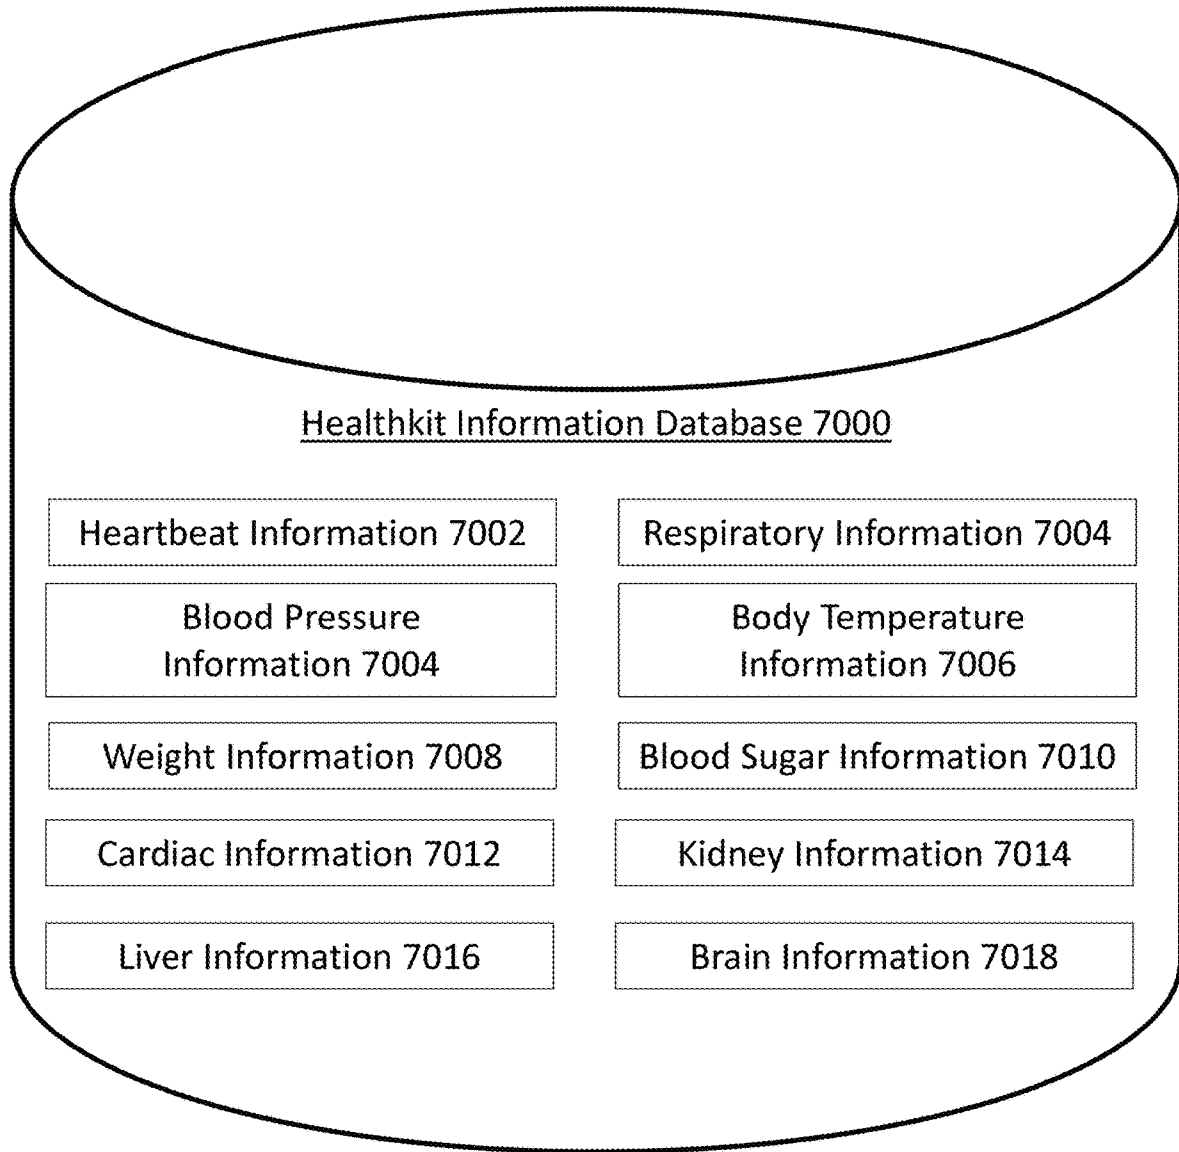 Healthkit Information Database 7000
Heartbeat Information 7002
Respiratory Information 7004
Blood Pressure
Information 7004
Body Temperature
Information 7006
Weight Information 7008
Blood Sugar Information 7010
Cardiac Information 7012
Kidney Information 7014
Liver Information 7016
Brain Information 7018